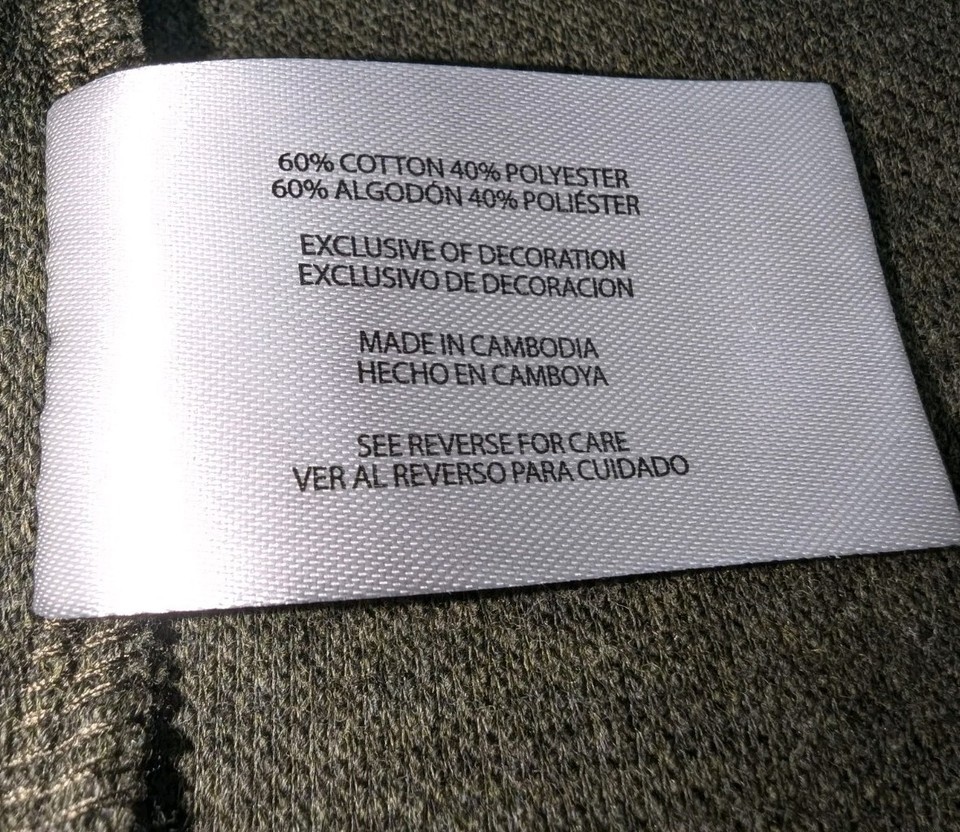 60% COTTON 40% POLYESTER
60% ALGODÓN 40% POLIÉSTER
EXCLUSIVE OF DECORATION
EXCLUSIVO DE DECORACION
MADE IN CAMBODIA
HECHO EN CAMBOYA
SEE REVERSE FOR CARE
VER AL REVERSO PARA CUIDADO